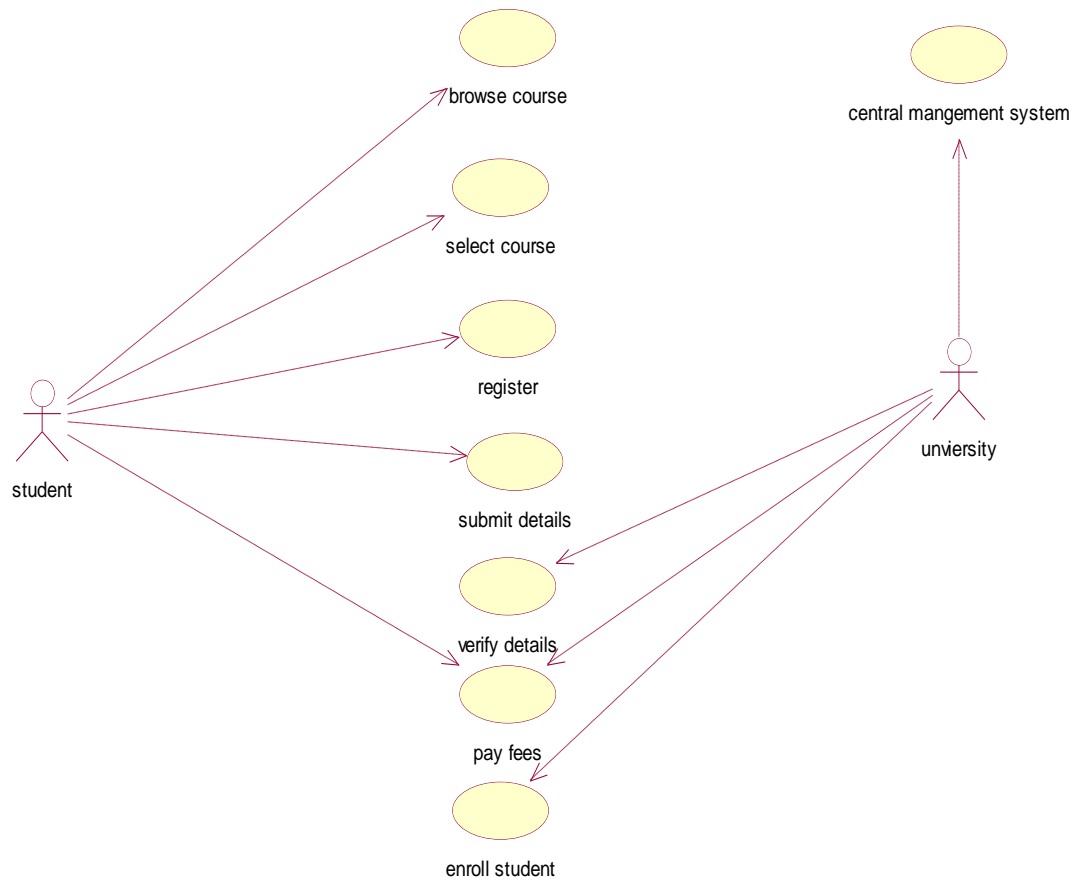 browse course
central mangement system
select course
register
student
unviersity
submit details
verify details
pay fees
enroll student